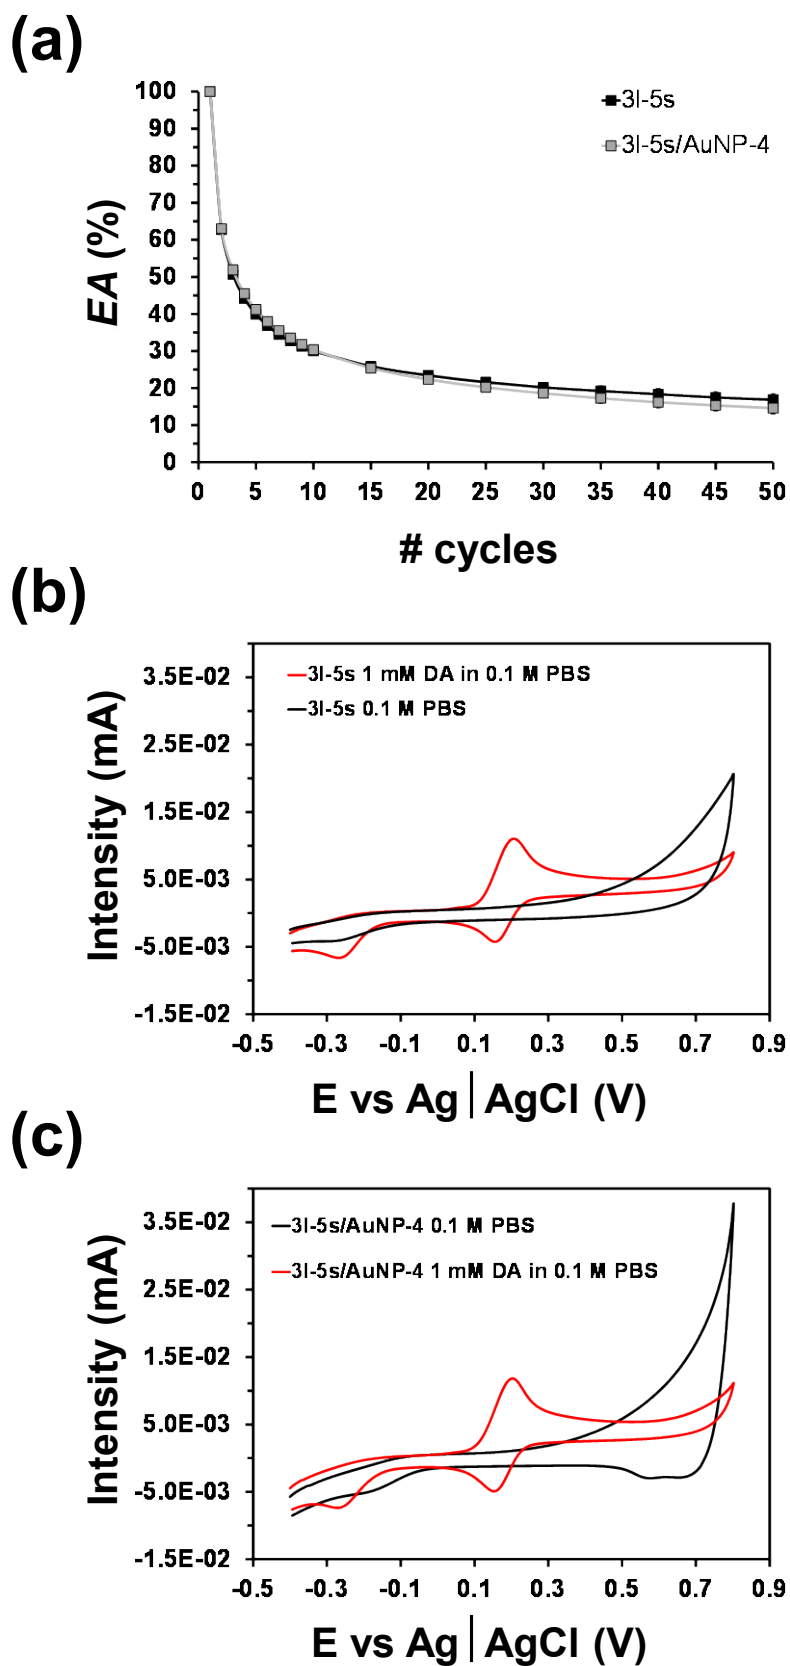 (a)
100
90
80
70
60
50
40
30
20
10
0
EA (%)
3l-5s
3l-5s/AuNP-4
0 5 10 15 20 25 30 35 40 45 50
# cycles
(b)
3.5E-02
2.5E-02
1.5E-02
5.0E-03
-5.0E-03
-1.5E-02
Intensity (mA)
3l-5s 1 mM DA in 0.1 M PBS
3l-5s 0.1 M PBS
-0.5 -0.3 -0.1 0.1 0.3 0.5 0.7 0.9
E vs Ag | AgCl (V)
(c)
3.5E-02
2.5E-02
1.5E-02
5.0E-03
-5.0E-03
-1.5E-02
Intensity (mA)
3l-5s/AuNP-4 0.1 M PBS
3l-5s/AuNP-4 1 mM DA in 0.1 M PBS
-0.5 -0.3 -0.1 0.1 0.3 0.5 0.7 0.9
E vs Ag | AgCl (V)